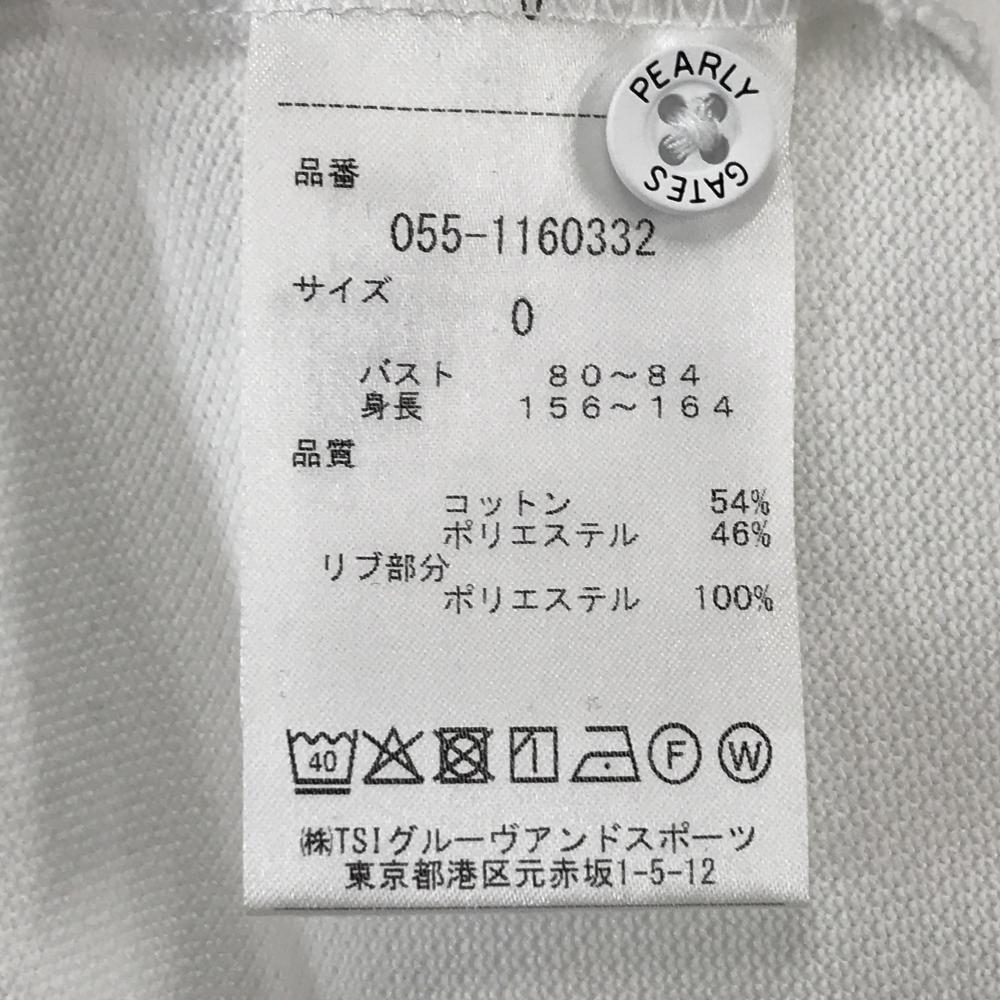 PEARLY
GATES
品番
055-1160332
サイズ
0
バスト 80～84
身長 156～164
品質
コットン 54%
ポリエステル 46%
リブ部分
ポリエステル 100%
40
F
W
㈱TSIグルーヴアンドスポーツ
東京都港区元赤坂1-5-12